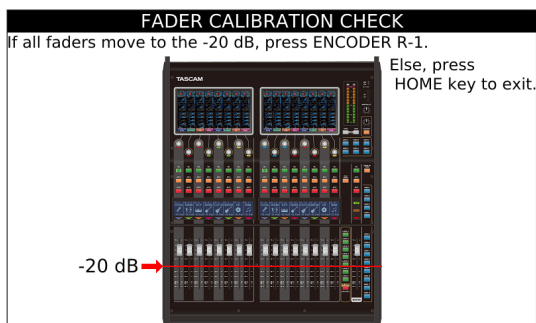 FADER CALIBRATION CHECK
If all faders move to the -20 dB, press ENCODER R-1.
Else, press
HOME key to exit.
TASCAM
-20 dB